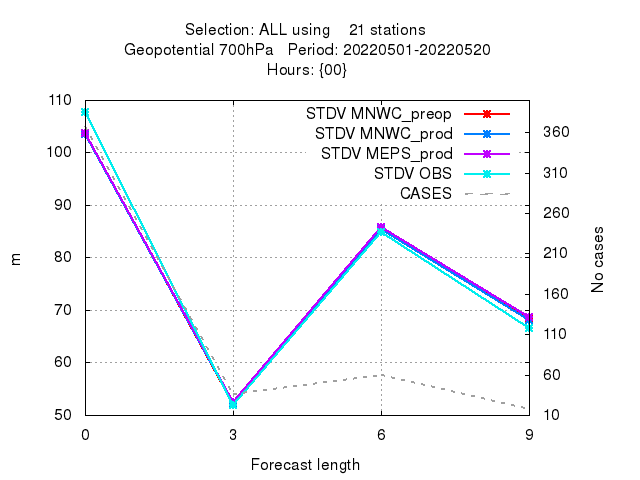 Selection: ALL using 21 stations
Geopotential 700hPa Period: 20220501-20220520
Hours: {00}
110
100
90
80
70
60
50
m
STDV MNWC_preop
STDV MNWC_prod
STDV MEPS_prod
STDV OBS
CASES
360
310
260
210
160
110
60
10
No cases
0 3 6 9
Forecast length